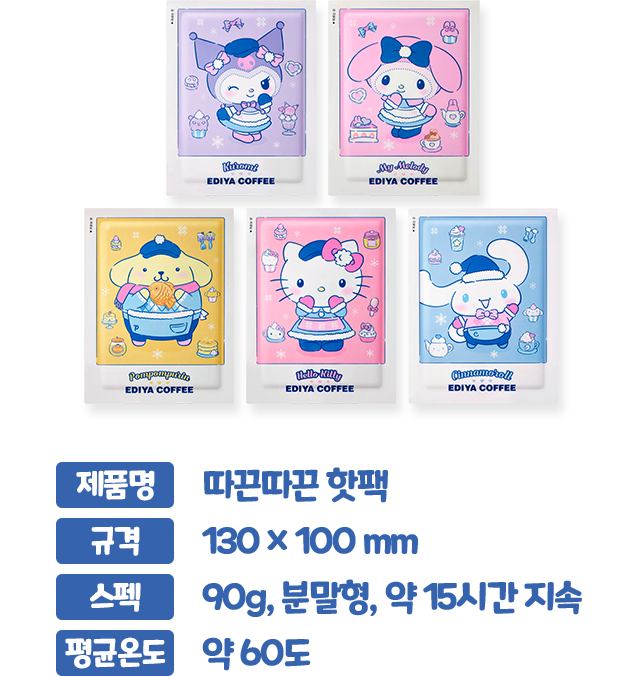 Kuromi
EDIYA COFFEE
My Melody
EDIYA COFFEE
Pompompurin
EDIYA COFFEE
Hello Kitty
EDIYA COFFEE
Cinnamoroll
EDIYA COFFEE
제품명 따끈따끈 핫팩
규격 130 × 100 mm
스펙 90g, 분말형, 약 15시간 지속
평균온도 약 60도